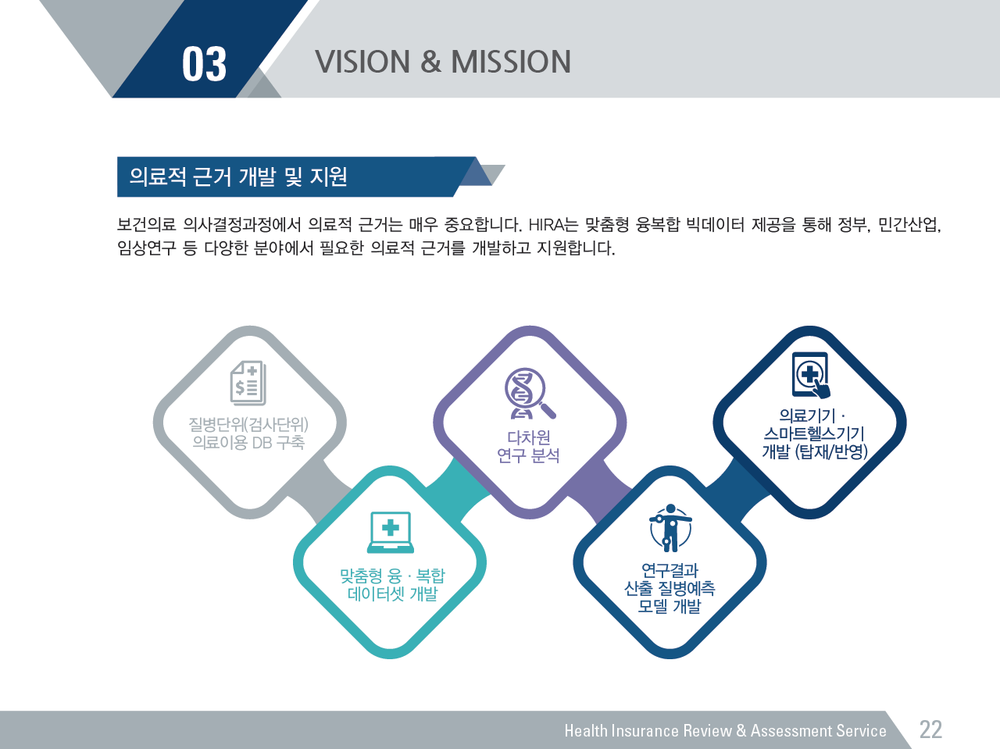 03
VISION & MISSION
의료적 근거 개발 및 지원
보건의료 의사결정과정에서 의료적 근거는 매우 중요합니다. HIRA는 맞춤형 융복합 빅데이터 제공을 통해 정부, 민간산업,
임상연구 등 다양한 분야에서 필요한 의료적 근거를 개발하고 지원합니다.
$
질병단위(검사단위)
의료이용 DB 구축
맞춤형 융 · 복합
데이터셋 개발
다차원
연구 분석
연구결과
산출 질병예측
모델 개발
의료기기 ·
스마트헬스기기
개발 (탑재/반영)
Health Insurance Review & Assessment Service
22